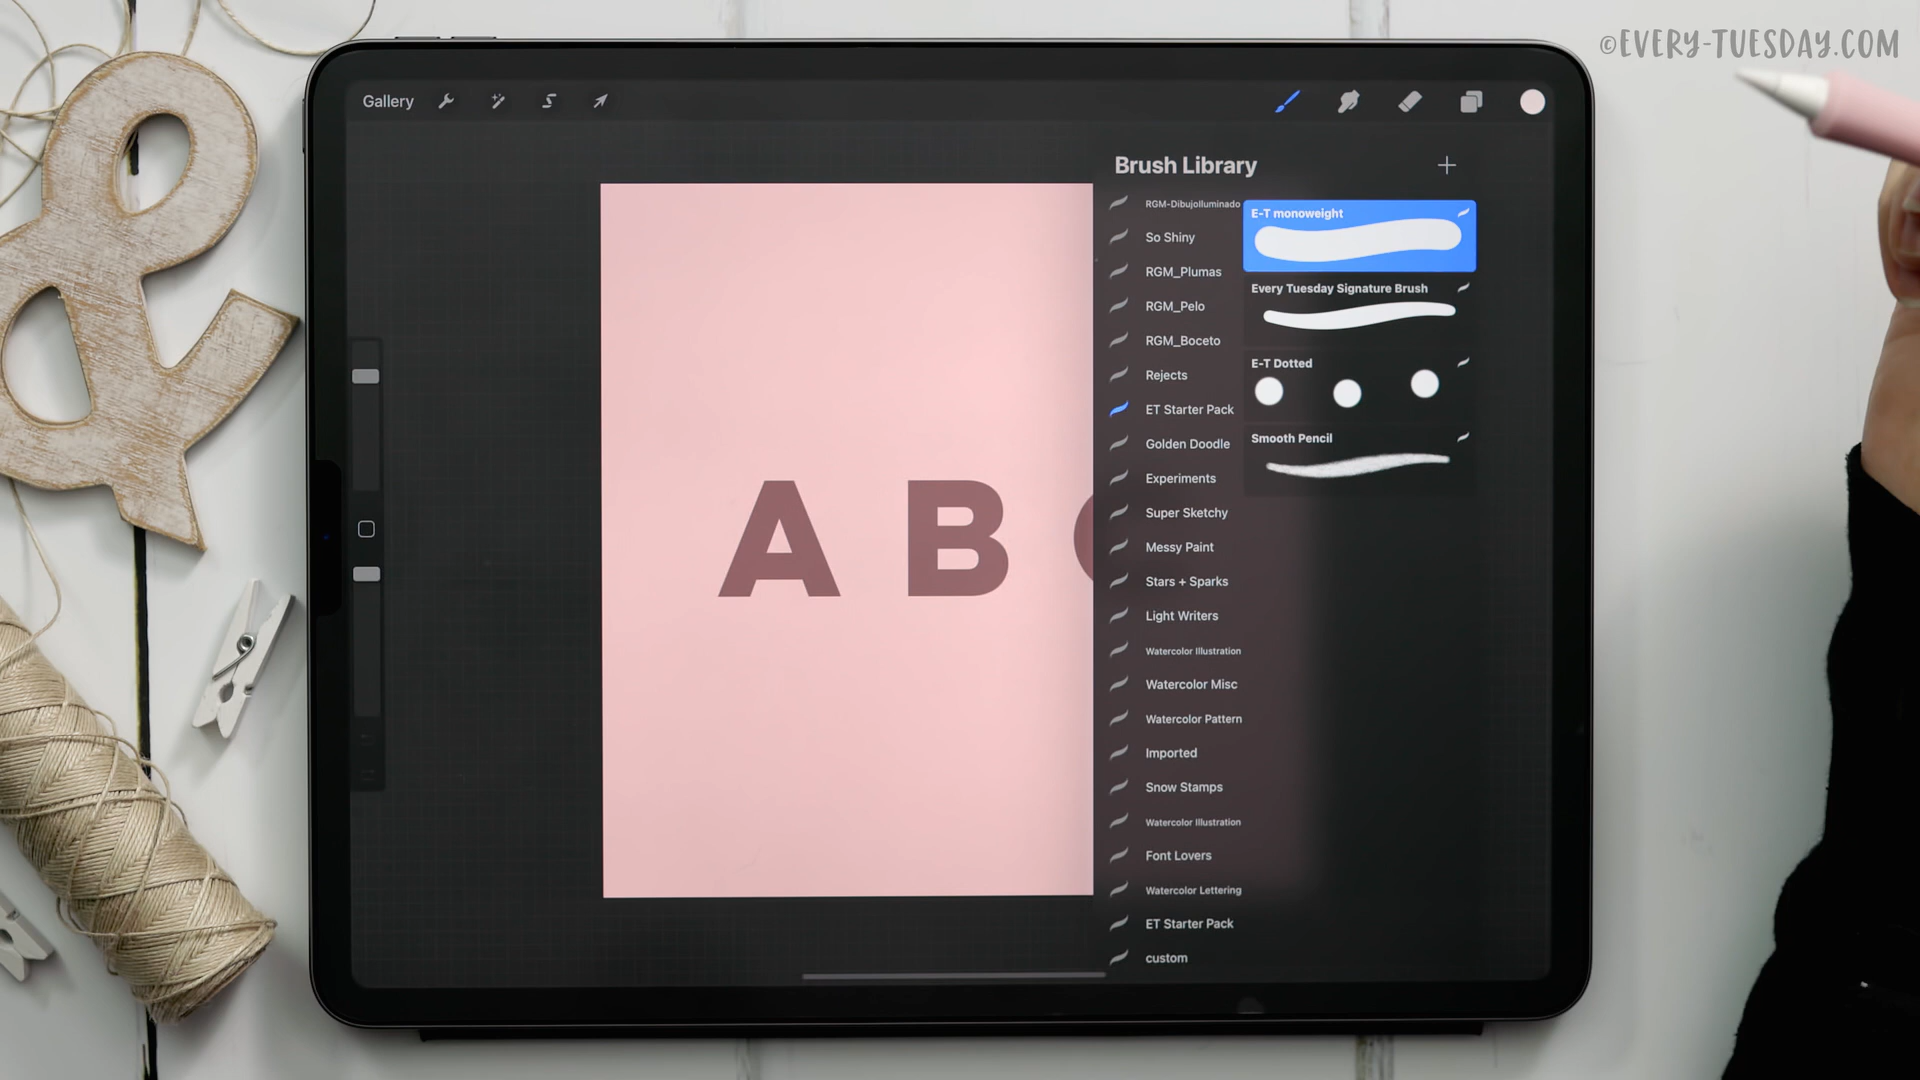 ©EVERY-TUESDAY.COM
Gallery
Brush Library
RGM-DibujoIluminado
So Shiny
RGM_Plumas
RGM_Pelo
RGM_Boceto
Rejects
ET Starter Pack
Golden Doodle
Experiments
Super Sketchy
Messy Paint
Stars + Sparks
Light Writers
Watercolor Illustration
Watercolor Misc
Watercolor Pattern
Imported
Snow Stamps
Watercolor Illustration
Font Lovers
Watercolor Lettering
ET Starter Pack
custom
E-T monoweight
Every Tuesday Signature Brush
E-T Dotted
Smooth Pencil
A B